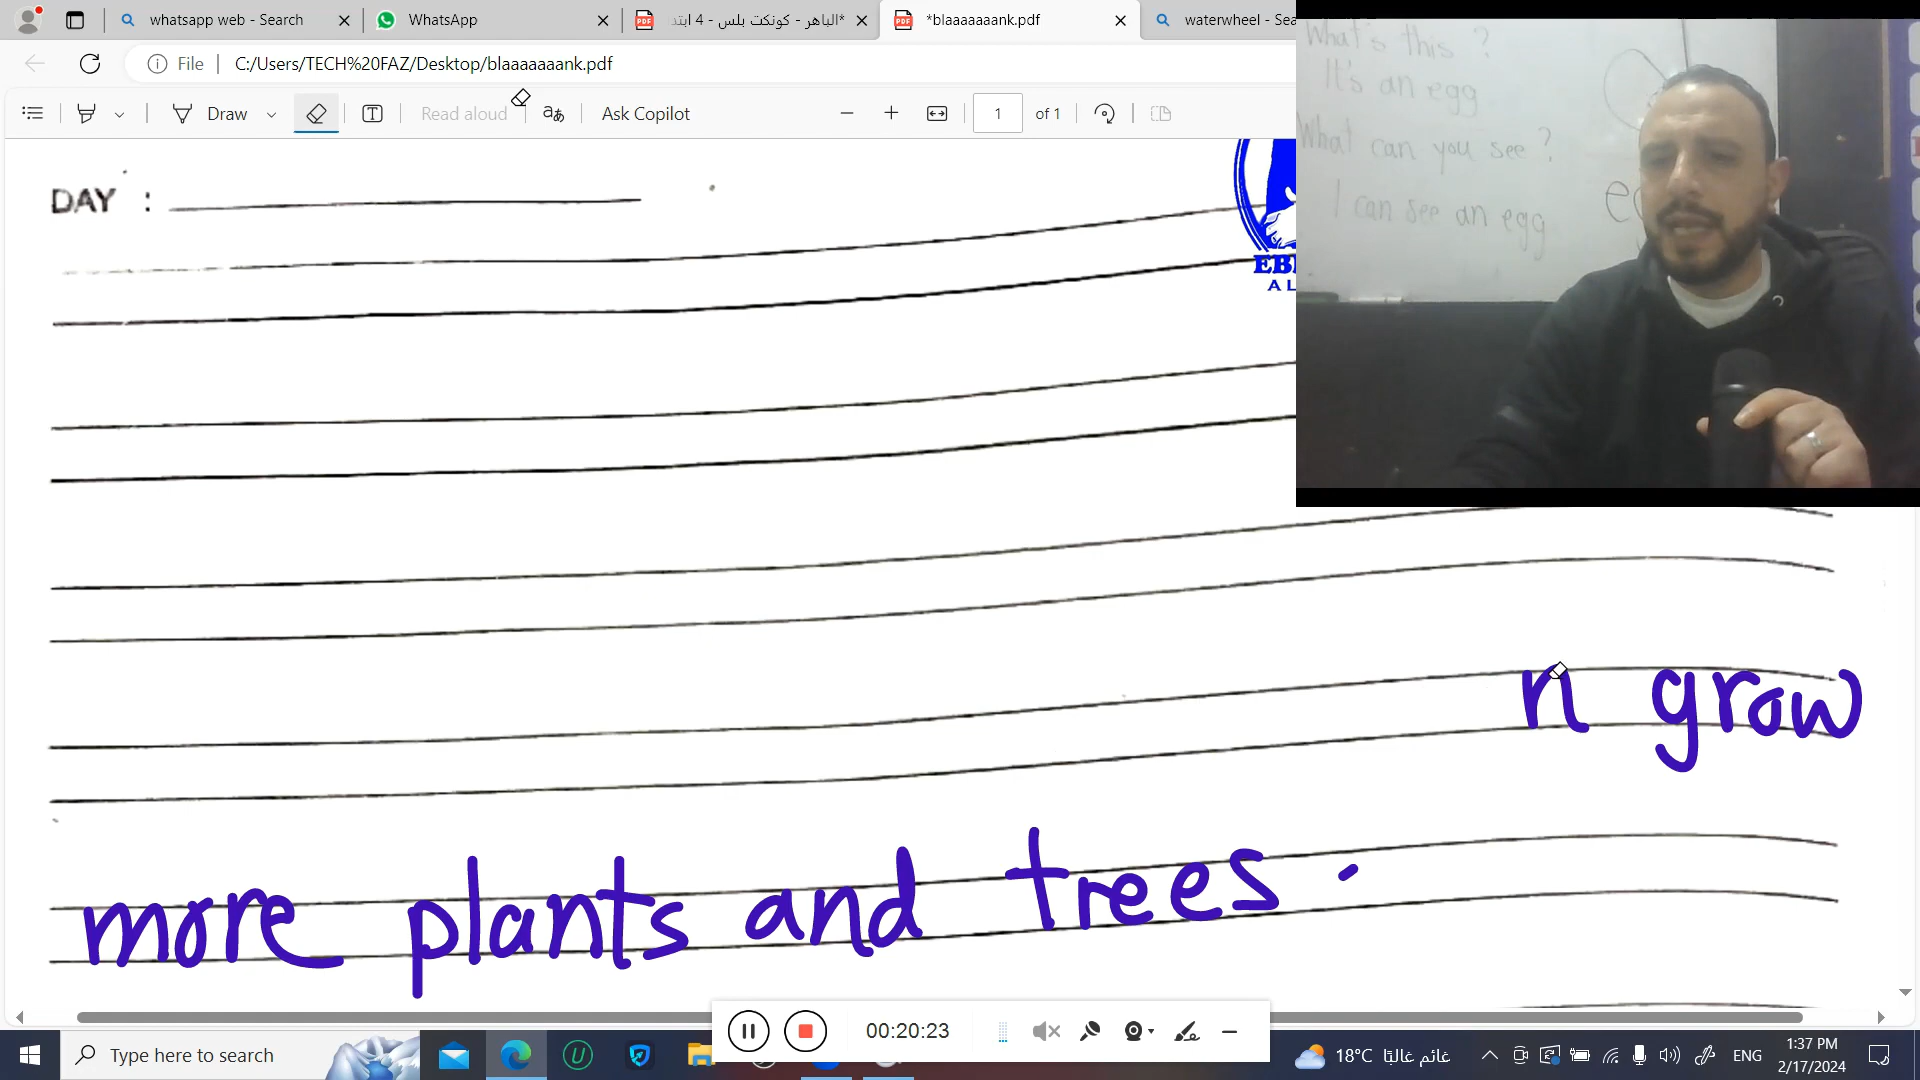 whatsapp web - Search
WhatsApp
الباهر - كونكت بلس - 4 ابتد*
*blaaaaaaank.pdf
waterwheel - Sea
File
C:/Users/TECH%20FAZ/Desktop/blaaaaaaank.pdf
Draw
Read aloud
Ask Copilot
1
of 1
What's this ?
It's an egg
What can you see ?
I can see an egg
DAY :
n grow
more plants and trees .
00:20:23
Type here to search
18°C غائم غالبًا
ENG
1:37 PM
2/17/2024